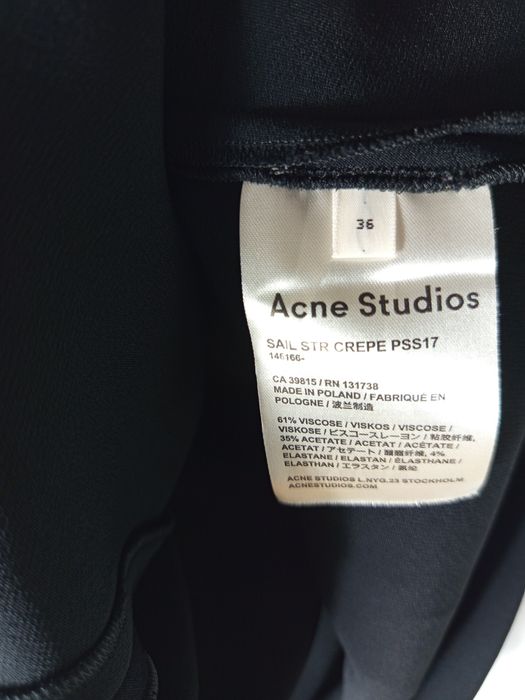 36
Acne Studios
SAIL STR CREPE PSS17
146166-
CA 39815 / RN 131738
MADE IN POLAND / FABRIQUÉ EN
POLOGNE / 波兰制造
61% VISCOSE / VISKOS / VISCOSE /
VISKOSE / ビスコースレーヨン / 粘胶纤维,
35% ACETATE / ACETAT / ACÉTATE /
ACETAT / アセテート / 醋酯纤维, 4%
ELASTANE / ELASTAN / ÉLASTHANE /
ELASTHAN / エラスタン / 氨纶
ACNE STUDIOS L.NYG.23 STOCKHOLM
ACNESTUDIOS.COM